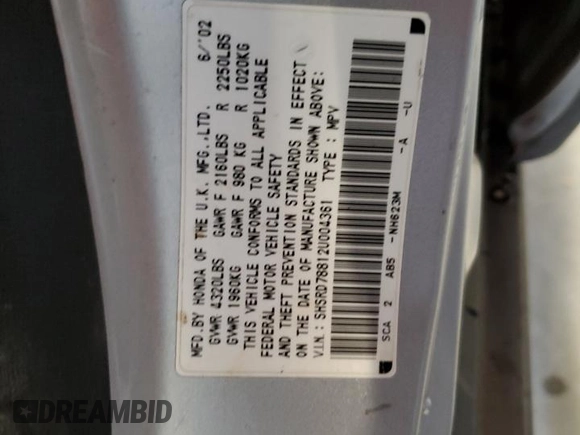 MFD.BY HONDA OF THE U.K. MFG.,LTD. 6/'02
GVWR 4320LBS GAWR F 2160LBS R 2250LBS
GVWR 1960KG GAWR F 980 KG R 1020KG
THIS VEHICLE CONFORMS TO ALL APPLICABLE
FEDERAL MOTOR VEHICLE SAFETY
AND THEFT PREVENTION STANDARDS IN EFFECT
ON THE DATE OF MANUFACTURE SHOWN ABOVE:
V.I.N.: SHSRD78812U004361 TYPE : MPV
SCA 2 AB5 -NH623M -A -U
DREAMBID